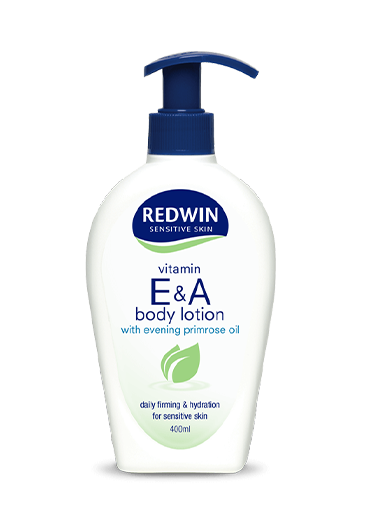 REDWIN
SENSITIVE SKIN
vitamin
E & A
body lotion
with evening primrose oil
daily firming & hydration
for sensitive skin
400ml